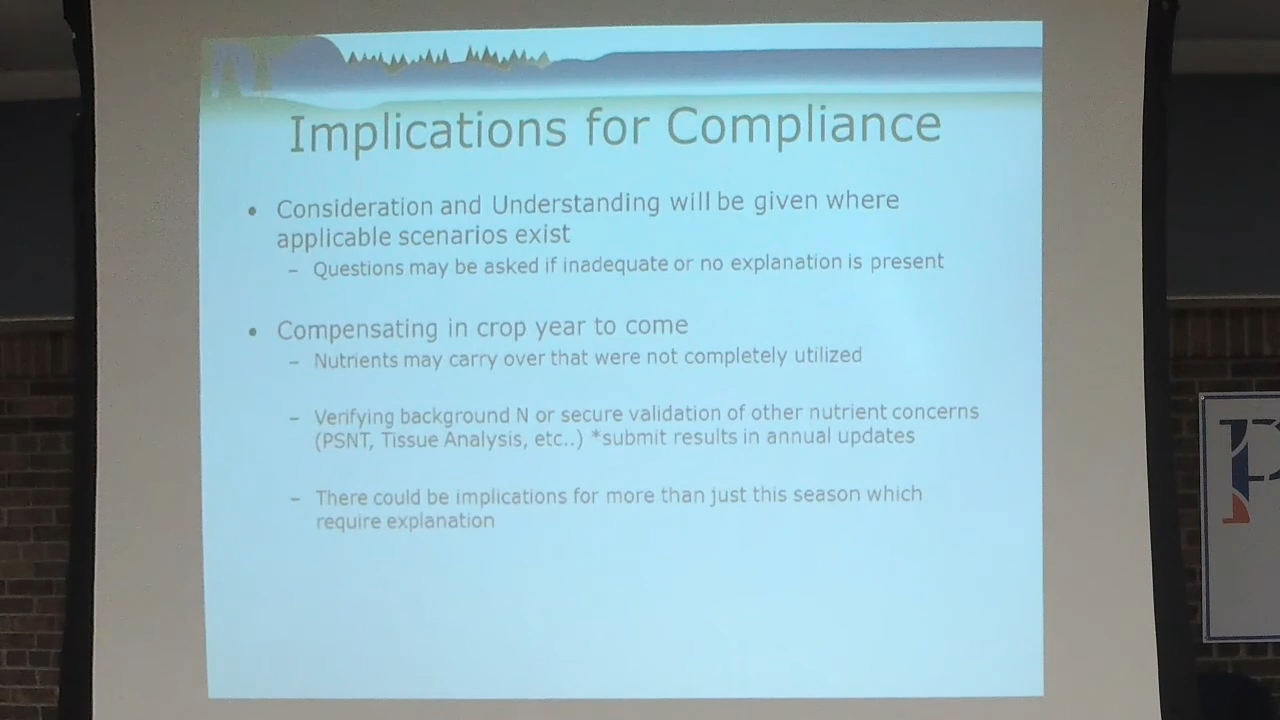 Implications for Compliance
• Consideration and Understanding will be given where
applicable scenarios exist
– Questions may be asked if inadequate or no explanation is present
• Compensating in crop year to come
– Nutrients may carry over that were not completely utilized
– Verifying background N or secure validation of other nutrient concerns
(PSNT, Tissue Analysis, etc..) *submit results in annual updates
– There could be implications for more than just this season which
require explanation